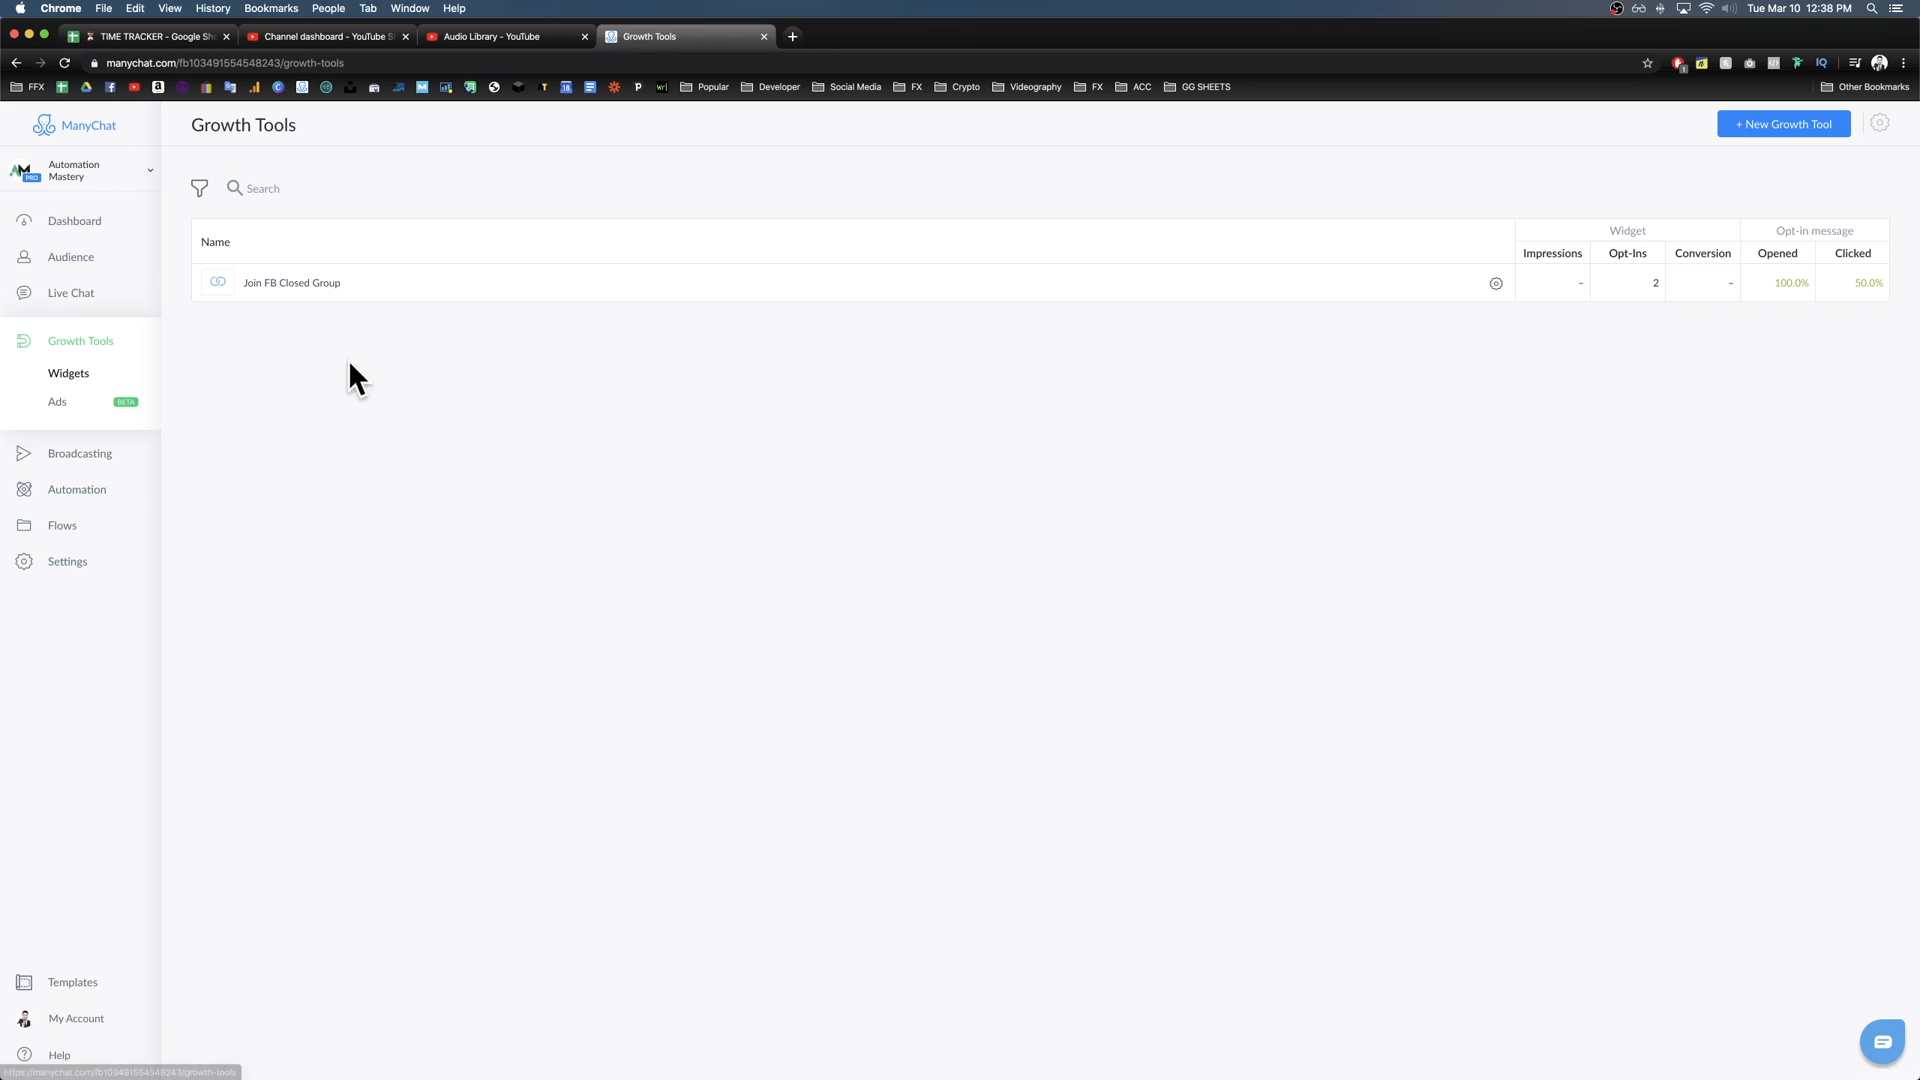 Chrome File Edit View History Bookmarks People Tab Window Help Tue Mar 10 12:38 PM
TIME TRACKER - Google Sh Channel dashboard - YouTube S Audio Library - YouTube Growth Tools
manychat.com/fb103491554548243/growth-tools
FFX Popular Developer Social Media FX Crypto Videography FX ACC GG SHEETS Other Bookmarks
ManyChat
Growth Tools
+ New Growth Tool
Automation
Mastery
PRO
Search
Dashboard
Audience
Live Chat
Growth Tools
Widgets
Ads BETA
Broadcasting
Automation
Flows
Settings
Templates
My Account
Help
Name
Widget Opt-in message
Impressions Opt-Ins Conversion Opened Clicked
Join FB Closed Group – 2 – 100.0% 50.0%
https://manychat.com/fb103491554548243/growth-tools